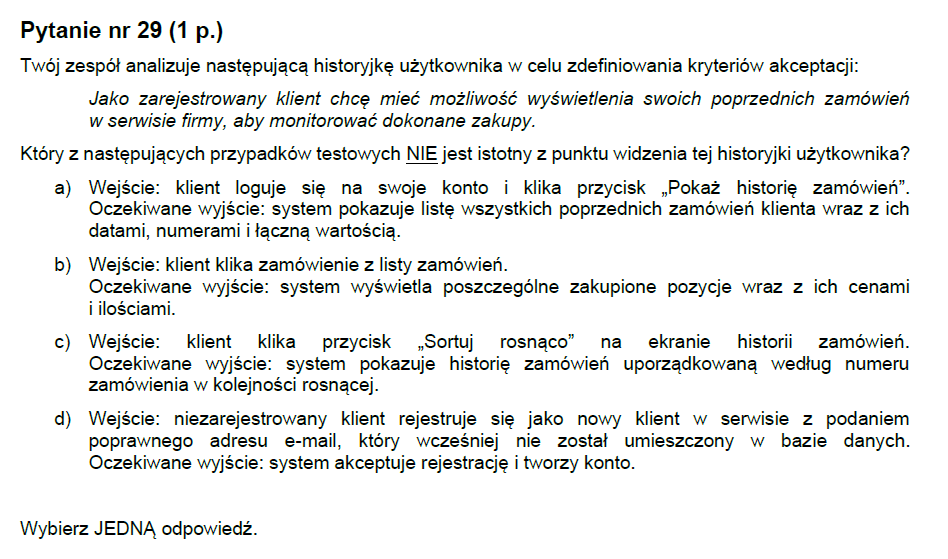 Pytanie nr 29 (1 p.)
Twój zespół analizuje następującą historyjkę użytkownika w celu zdefiniowania kryteriów akceptacji:
Jako zarejestrowany klient chcę mieć możliwość wyświetlenia swoich poprzednich zamówień
w serwisie firmy, aby monitorować dokonane zakupy.
Który z następujących przypadków testowych NIE jest istotny z punktu widzenia tej historyjki użytkownika?
a) Wejście: klient loguje się na swoje konto i klika przycisk „Pokaż historię zamówień”.
Oczekiwane wyjście: system pokazuje listę wszystkich poprzednich zamówień klienta wraz z ich
datami, numerami i łączną wartością.
b) Wejście: klient klika zamówienie z listy zamówień.
Oczekiwane wyjście: system wyświetla poszczególne zakupione pozycje wraz z ich cenami
i ilościami.
c) Wejście: klient klika przycisk „Sortuj rosnąco” na ekranie historii zamówień.
Oczekiwane wyjście: system pokazuje historię zamówień uporządkowaną według numeru
zamówienia w kolejności rosnącej.
d) Wejście: niezarejestrowany klient rejestruje się jako nowy klient w serwisie z podaniem
poprawnego adresu e-mail, który wcześniej nie został umieszczony w bazie danych.
Oczekiwane wyjście: system akceptuje rejestrację i tworzy konto.
Wybierz JEDNĄ odpowiedź.